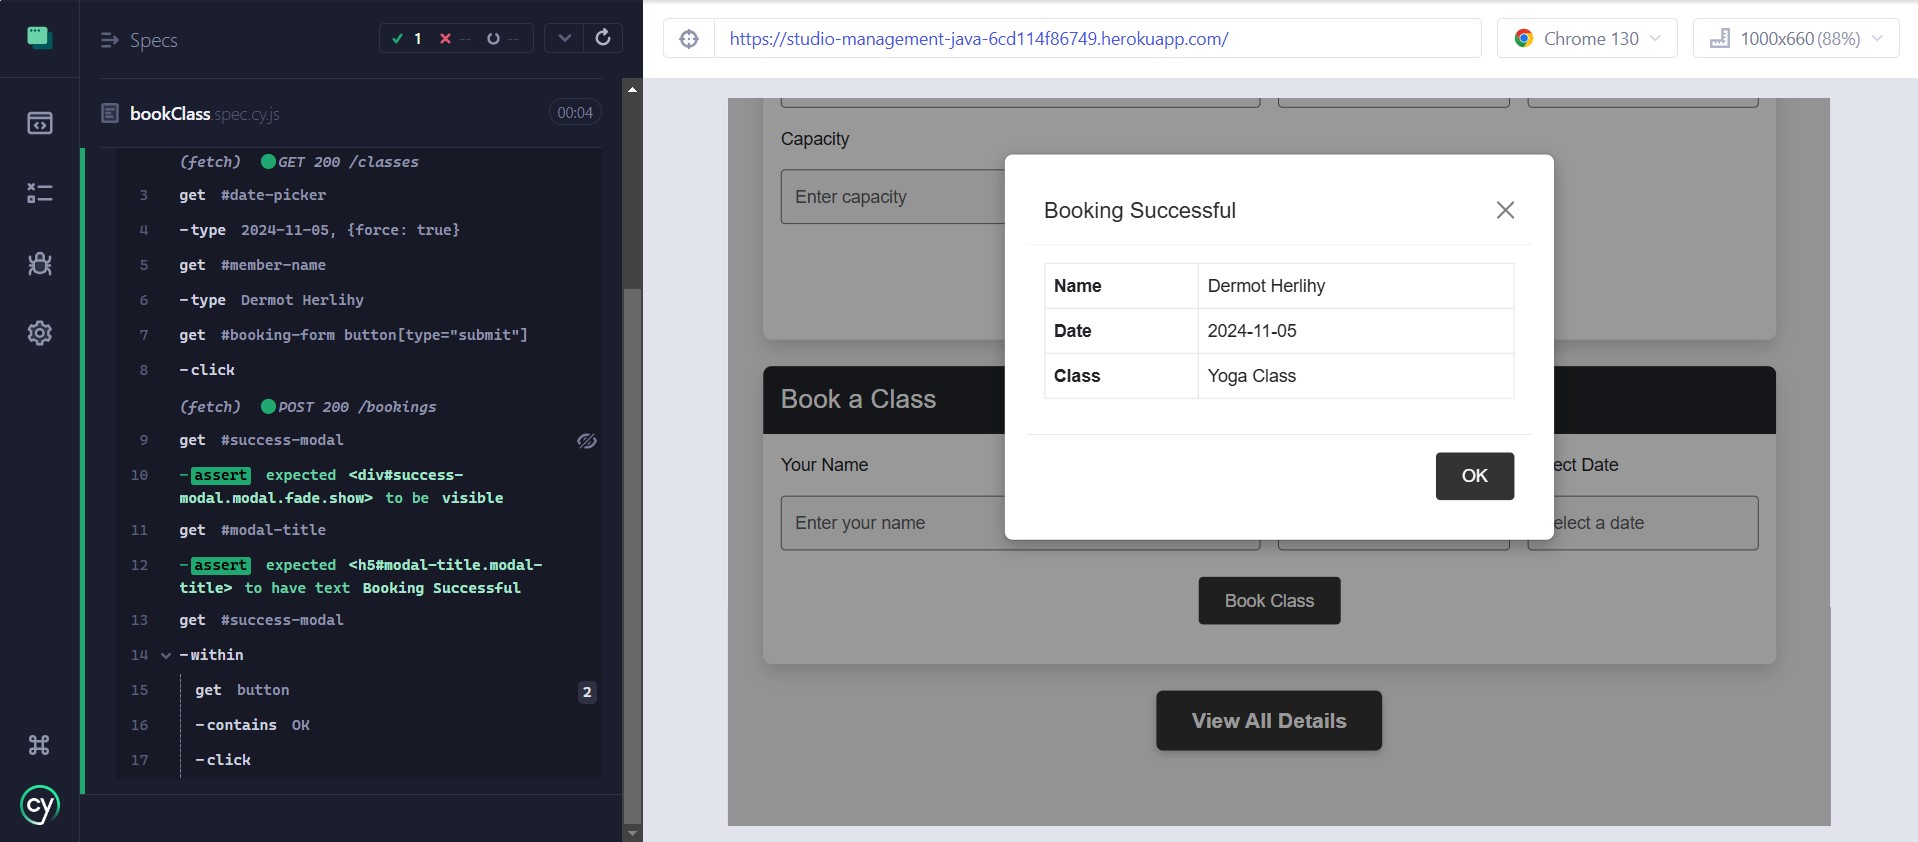 Specs
1
--
--
https://studio-management-java-6cd114f86749.herokuapp.com/
Chrome 130
1000x660 (88%)
bookClass.spec.cy.js
00:04
(fetch) GET 200 /classes
3 get #date-picker
4 -type 2024-11-05, {force: true}
5 get #member-name
6 -type Dermot Herlihy
7 get #booking-form button[type="submit"]
8 -click
(fetch) POST 200 /bookings
9 get #success-modal
10 -assert expected <div#success-
modal.modal.fade.show> to be visible
11 get #modal-title
12 -assert expected <h5#modal-title.modal-
title> to have text Booking Successful
13 get #success-modal
14 -within
15 get button 2
16 -contains OK
17 -click
cy
Capacity
Enter capacity
Booking Successful
Name Dermot Herlihy
Date 2024-11-05
Class Yoga Class
OK
Book a Class
Your Name
ect Date
Enter your name
elect a date
Book Class
View All Details